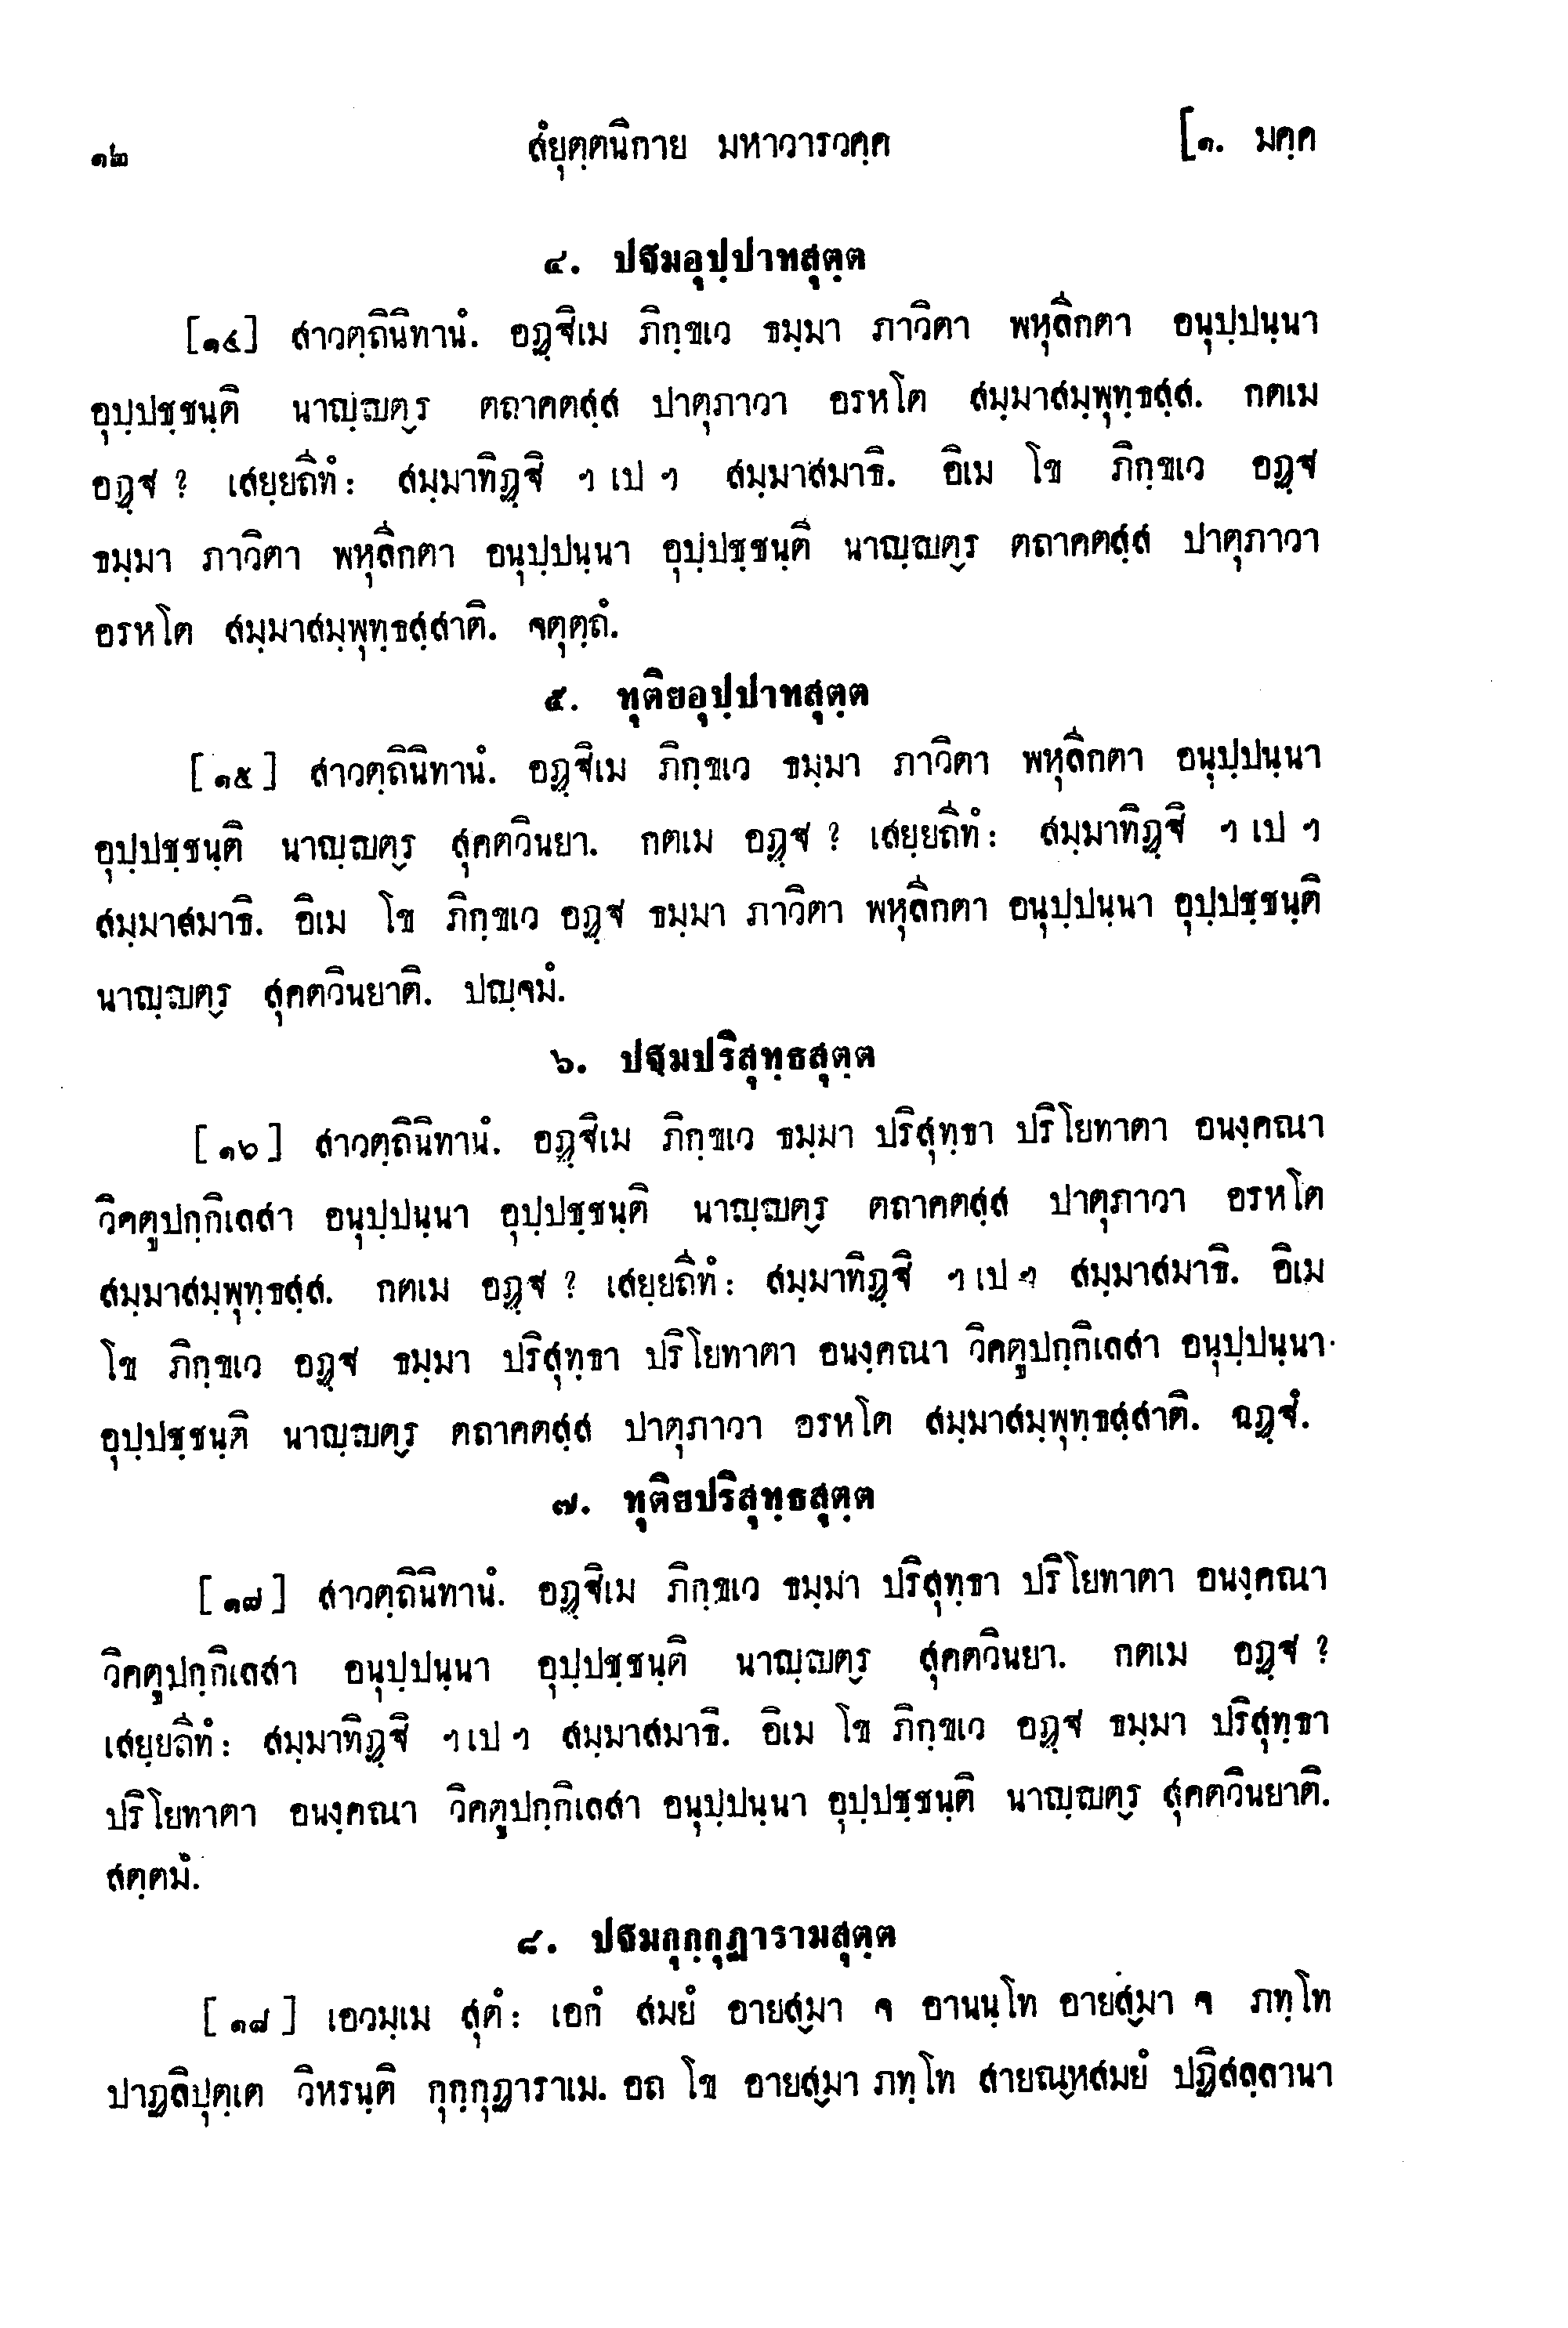 ๑๒ สํยุตฺตนิกาย มหาวารวคฺค [๑. มคฺค
๔. ปฐมอุปฺปาทสุตฺต
[๑๔] สาวตฺถีนิทานํ. อฏฺฐิเม ภิกฺขเว ธมฺมา ภาวิตา พหุลีกตา อนุปฺปนฺนา
อุปฺปชฺชนฺติ นาญฺญต๎ร ตถาคตสฺส ปาตุภาวา อรหโต สมฺมาสมฺพุทฺธสฺส. กตเม
อฏฺฐ ? เสยฺยถีทํ: สมฺมาทิฏฺฐิ ฯ เป ฯ สมฺมาสมาธิ. อิเม โข ภิกฺขเว อฏฺฐ
ธมฺมา ภาวิตา พหุลีกตา อนุปฺปนฺนา อุปฺปชฺชนฺติ นาญฺญต๎ร ตถาคตสฺส ปาตุภาวา
อรหโต สมฺมาสมฺพุทฺธสฺสาติ. จตุตฺถํ.
๕. ทุติยอุปฺปาทสุตฺต
[๑๕] สาวตฺถีนิทานํ. อฏฺฐิเม ภิกฺขเว ธมฺมา ภาวิตา พหุลีกตา อนุปฺปนฺนา
อุปฺปชฺชนฺติ นาญฺญต๎ร สุคตวินยา. กตเม อฏฺฐ ? เสยฺยถีทํ: สมฺมาทิฏฺฐิ ฯ เป ฯ
สมฺมาสมาธิ. อิเม โข ภิกฺขเว อฏฺฐ ธมฺมา ภาวิตา พหุลีกตา อนุปฺปนฺนา อุปฺปชฺชนฺติ
นาญฺญต๎ร สุคตวินยาติ. ปญฺจมํ.
๖. ปฐมปริสุทฺธสุตฺต
[๑๖] สาวตฺถีนิทานํ. อฏฺฐิเม ภิกฺขเว ธมฺมา ปริสุทฺธา ปริโยทาตา อนงฺคณา
วิคตูปกฺกิเลสา อนุปฺปนฺนา อุปฺปชฺชนฺติ นาญฺญต๎ร ตถาคตสฺส ปาตุภาวา อรหโต
สมฺมาสมฺพุทฺธสฺส. กตเม อฏฺฐ ? เสยฺยถีทํ: สมฺมาทิฏฺฐิ ฯ เป ฯ สมฺมาสมาธิ. อิเม
โข ภิกฺขเว อฏฺฐ ธมฺมา ปริสุทฺธา ปริโยทาตา อนงฺคณา วิคตูปกฺกิเลสา อนุปฺปนฺนา
อุปฺปชฺชนฺติ นาญฺญต๎ร ตถาคตสฺส ปาตุภาวา อรหโต สมฺมาสมฺพุทฺธสฺสาติ. ฉฏฺฐํ.
๗. ทุติยปริสุทฺธสุตฺต
[๑๗] สาวตฺถีนิทานํ. อฏฺฐิเม ภิกฺขเว ธมฺมา ปริสุทฺธา ปริโยทาตา อนงฺคณา
วิคตูปกฺกิเลสา อนุปฺปนฺนา อุปฺปชฺชนฺติ นาญฺญต๎ร สุคตวินยา. กตเม อฏฺฐ ?
เสยฺยถีทํ: สมฺมาทิฏฺฐิ ฯ เป ฯ สมฺมาสมาธิ. อิเม โข ภิกฺขเว อฏฺฐ ธมฺมา ปริสุทฺธา
ปริโยทาตา อนงฺคณา วิคตูปกฺกิเลสา อนุปฺปนฺนา อุปฺปชฺชนฺติ นาญฺญต๎ร สุคตวินยาติ.
สตฺตมํ.
๘. ปฐมกุกฺกุฏารามสุตฺต
[๑๘] เอวมฺเม สุตํ: เอกํ สมยํ อายส๎มา จ อานนฺโท อายส๎มา จ ภทฺโท
ปาฏลิปุตฺเต วิหรนฺติ กุกฺกุฏาราเม. อถ โข อายส๎มา ภทฺโท สายณ๎หสมยํ ปฏิสลฺลานา